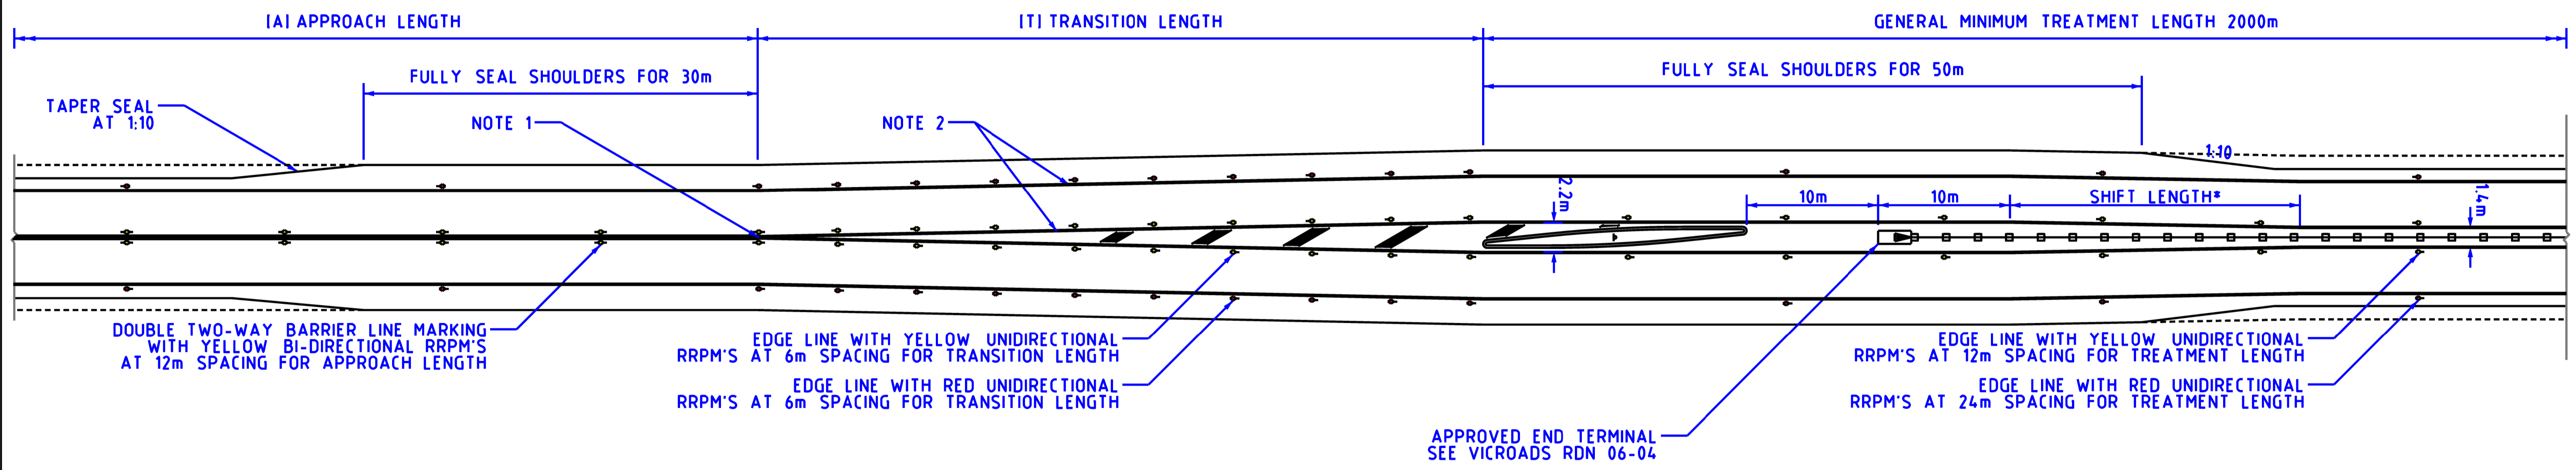 [A] APPROACH LENGTH
[T] TRANSITION LENGTH
GENERAL MINIMUM TREATMENT LENGTH 2000m
FULLY SEAL SHOULDERS FOR 30m
FULLY SEAL SHOULDERS FOR 50m
TAPER SEAL
AT 1:10
NOTE 1
NOTE 2
1:10
2.2m
10m
10m
SHIFT LENGTH*
1.4m
DOUBLE TWO-WAY BARRIER LINE MARKING
WITH YELLOW BI-DIRECTIONAL RRPM'S
AT 12m SPACING FOR APPROACH LENGTH
EDGE LINE WITH YELLOW UNIDIRECTIONAL
RRPM'S AT 6m SPACING FOR TRANSITION LENGTH
EDGE LINE WITH RED UNIDIRECTIONAL
RRPM'S AT 6m SPACING FOR TRANSITION LENGTH
EDGE LINE WITH YELLOW UNIDIRECTIONAL
RRPM'S AT 12m SPACING FOR TREATMENT LENGTH
EDGE LINE WITH RED UNIDIRECTIONAL
RRPM'S AT 24m SPACING FOR TREATMENT LENGTH
APPROVED END TERMINAL
SEE VICROADS RDN 06-04